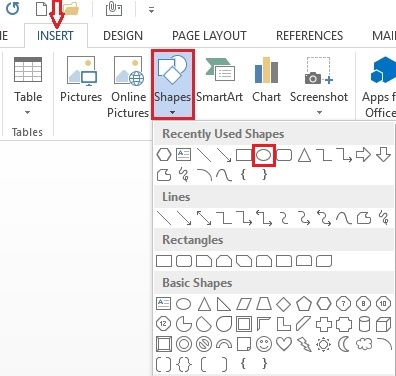 INSERT DESIGN PAGE LAYOUT REFERENCES MAI
Table Pictures Online Pictures Shapes SmartArt Chart Screenshot Apps for Office
Tables
Recently Used Shapes
Lines
Rectangles
Basic Shapes